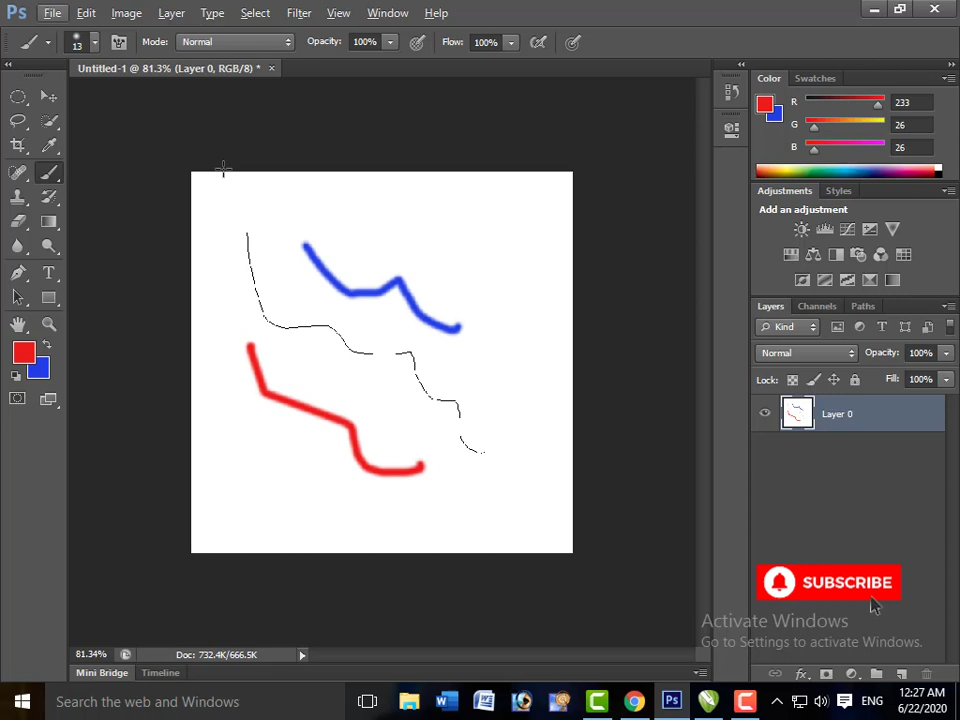 Ps File Edit Image Layer Type Select Filter View Window Help
13 Mode: Normal Opacity: 100% Flow: 100%
Untitled-1 @ 81.3% (Layer 0, RGB/8) * ×
Color Swatches
R 233
G 26
B 26
Adjustments Styles
Add an adjustment
Layers Channels Paths
Kind T
Normal Opacity: 100%
Lock: Fill: 100%
Layer 0
SUBSCRIBE
Activate Windows
Go to Settings to activate Windows.
81.34% Doc: 732.4K/666.5K
Mini Bridge Timeline
fx
Search the web and Windows
Ps
ENG
12:27 AM
6/22/2020